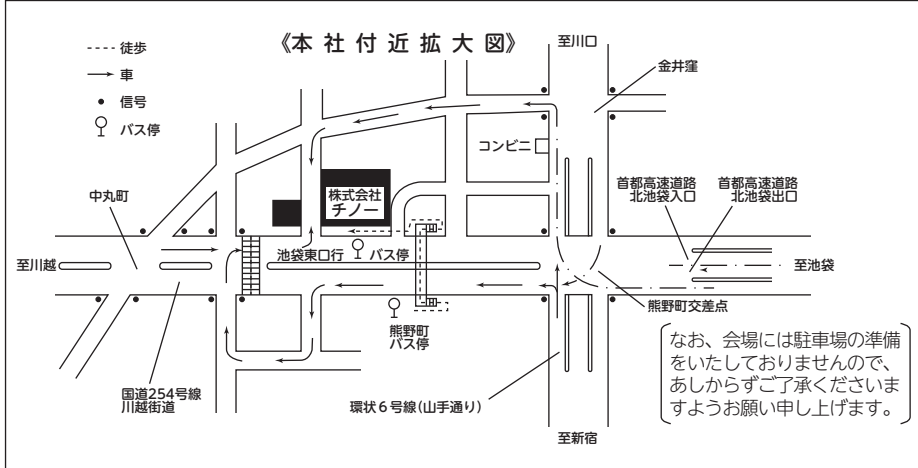 《本社付近拡大図》
徒歩
車
信号
バス停
至川口
金井窪
コンビニ
株式会社
チノー
中丸町
首都高速道路
北池袋入口
首都高速道路
北池袋出口
至川越
池袋東口行
バス停
至池袋
熊野町
バス停
熊野町交差点
国道254号線
川越街道
環状6号線(山手通り)
至新宿
なお、会場には駐車場の準備
をいたしておりませんので、
あしからずご了承くださいま
すようお願い申し上げます。